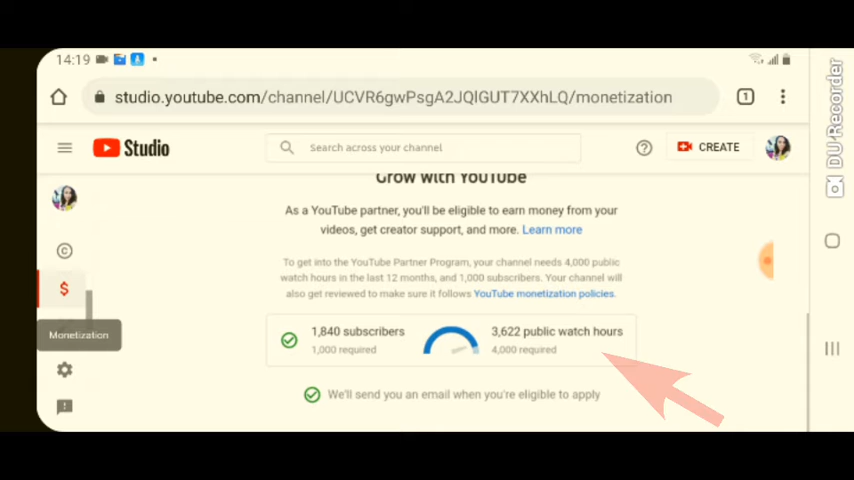 14:19
studio.youtube.com/channel/UCVR6gwPsgA2JQlGUT7XXhLQ/monetization
1
Studio
Search across your channel
CREATE
Grow with YouTube
As a YouTube partner, you'll be eligible to earn money from your
videos, get creator support, and more. Learn more
To get into the YouTube Partner Program, your channel needs 4,000 public
watch hours in the last 12 months, and 1,000 subscribers. Your channel will
also get reviewed to make sure it follows YouTube monetization policies.
1,840 subscribers
1,000 required
3,622 public watch hours
4,000 required
We'll send you an email when you're eligible to apply
Monetization
DU Recorder